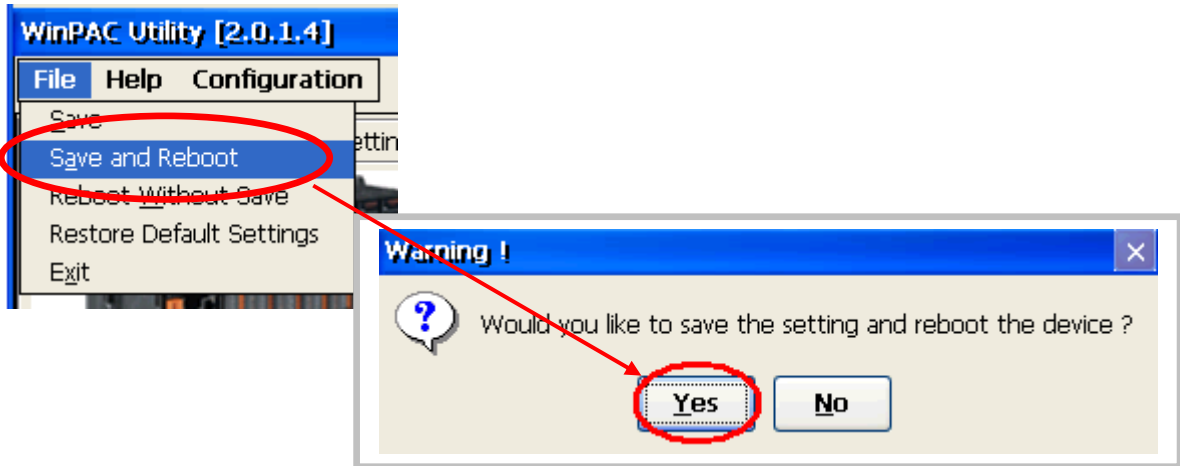 WinPAC Utility [2.0.1.4]
File Help Configuration
Save
Save and Reboot
ettin
Reboot Without Save
Restore Default Settings
Exit
Warning !
?
Would you like to save the setting and reboot the device ?
Yes No